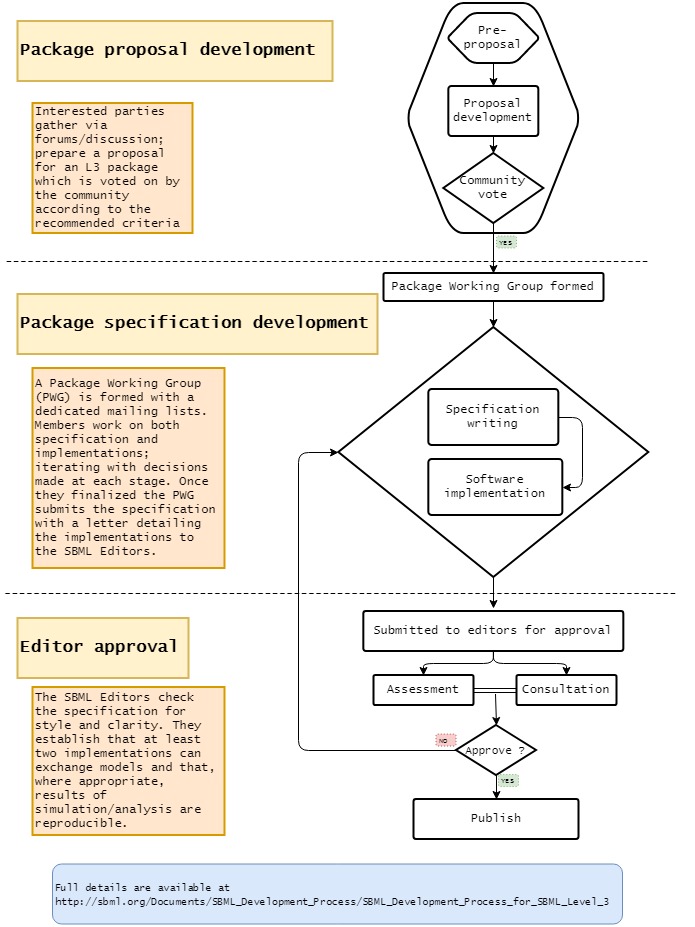 Package proposal development
Interested parties
gather via
forums/discussion;
prepare a proposal
for an L3 package
which is voted on by
the community
according to the
recommended criteria
Pre-
proposal
Proposal
development
Community
vote
YES
Package Working Group formed
Package specification development
A Package Working Group
(PWG) is formed with a
dedicated mailing lists.
Members work on both
specification and
implementations;
iterating with decisions
made at each stage. Once
they finalized the PWG
submits the specification
with a letter detailing
the implementations to
the SBML Editors.
Specification
writing
Software
implementation
Editor approval
The SBML Editors check
the specification for
style and clarity. They
establish that at least
two implementations can
exchange models and that,
where appropriate,
results of
simulation/analysis are
reproducible.
Submitted to editors for approval
Assessment
Consultation
NO
Approve ?
YES
Publish
Full details are available at
http://sbml.org/Documents/SBML_Development_Process/SBML_Development_Process_for_SBML_Level_3